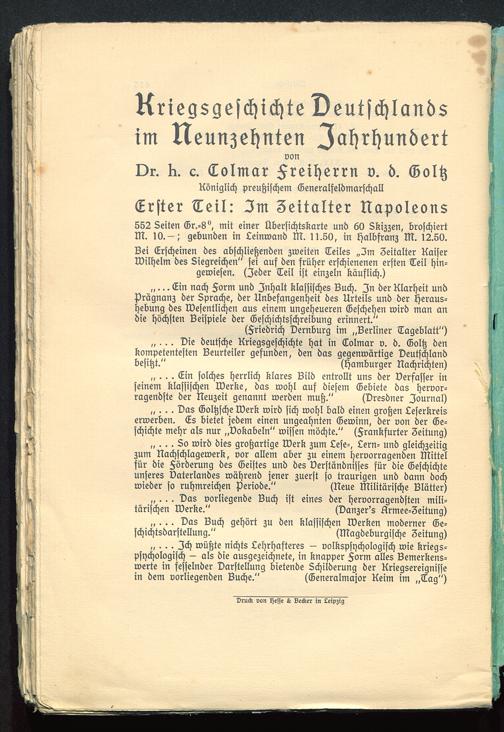 Kriegsgeschichte Deutschlands
im Neunzehnten Jahrhundert
von
Dr. h. c. Colmar Freiherrn v. d. Goltz
Königlich preußischem Generalfeldmarschall
Erster Teil: Im Zeitalter Napoleons
552 Seiten Gr.-8°, mit einer Übersichtskarte und 60 Skizzen, broschiert
M. 10.—; gebunden in Leinwand M. 11.50, in Halbfranz M. 12.50.
Bei Erscheinen des abschließenden zweiten Teiles „Im Zeitalter Kaiser
Wilhelm des Siegreichen“ sei auf den früher erschienenen ersten Teil hin-
gewiesen. (Jeder Teil ist einzeln käuflich.)
„... Ein nach Form und Inhalt klassisches Buch. In der Klarheit und
Prägnanz der Sprache, der Unbefangenheit des Urteils und der Heraus-
hebung des Wesentlichen aus einem ungeheueren Geschehen wird man an
die höchsten Beispiele der Geschichtschreibung erinnert.“
(Friedrich Dernburg im „Berliner Tageblatt“)
„... Die deutsche Kriegsgeschichte hat in Colmar v. d. Goltz den
kompetentesten Beurteiler gefunden, den das gegenwärtige Deutschland
besitzt.“ (Hamburger Nachrichten)
„... Ein solches herrlich klares Bild entrollt uns der Verfasser in
seinem klassischen Werke, das wohl auf diesem Gebiete das hervor-
ragendste der Neuzeit genannt werden muß.“ (Dresdner Journal)
„... Das Goltzsche Werk wird sich wohl bald einen großen Leserkreis
erwerben. Es bietet jedem einen ungeahnten Gewinn, der von der Ge-
schichte mehr als nur „Vokabeln“ wissen möchte.“ (Frankfurter Zeitung)
„... So wird dies großartige Werk zum Lese-, Lern- und gleichzeitig
zum Nachschlagewerk, vor allem aber zu einem hervorragenden Mittel
für die Förderung des Geistes und des Verständnisses für die Geschichte
unseres Vaterlandes während jener zuerst so traurigen und dann doch
wieder so ruhmreichen Periode.“ (Neue Militärische Blätter)
„... Das vorliegende Buch ist eines der hervorragendsten mili-
tärischen Werke.“ (Danzer's Armee-Zeitung)
„... Das Buch gehört zu den klassischen Werken moderner Ge-
schichtsdarstellung.“ (Magdeburgische Zeitung)
„... Ich wüßte nichts Lehrhafteres — volkspsychologisch wie kriegs-
psychologisch — als die ausgezeichnete, in knapper Form alles Bemerkens-
werte in fesselnder Darstellung bietende Schilderung der Kriegsereignisse
in dem vorliegenden Buche.“ (Generalmajor Keim im „Tag“)
Druck von Hesse & Becker in Leipzig